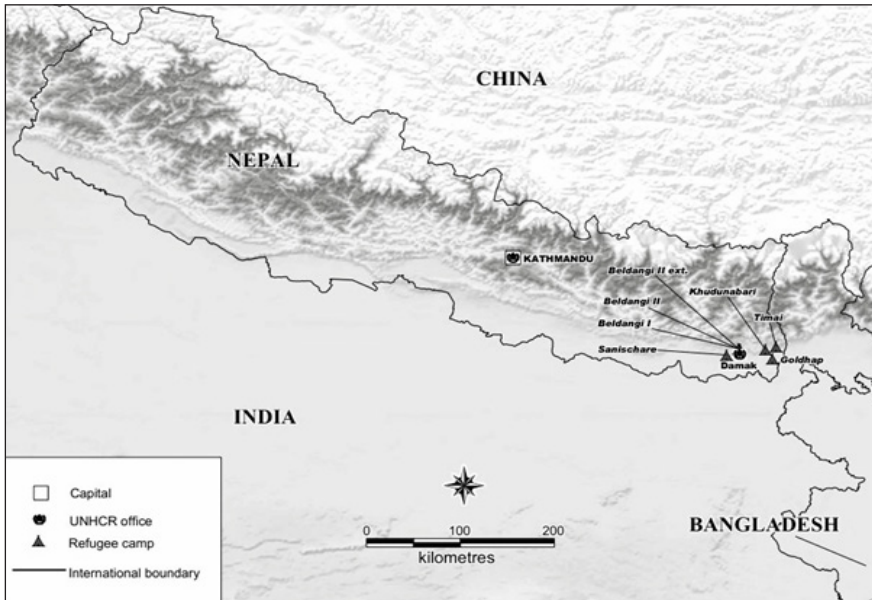 CHINA
NEPAL
KATHMANDU
Beldangi II ext.
Khudunabari
Beldangi II
Timai
Beldangi I
Sanischare
Goldhap
Damak
INDIA
Capital
UNHCR office
Refugee camp
International boundary
0 100 200
kilometres
BANGLADESH